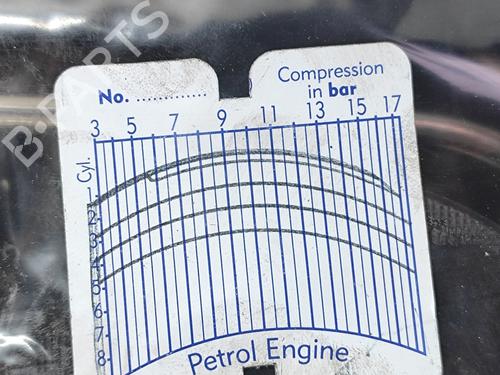 B-PARTS
No. .............
Compression
in bar
3 5 7 9 11 13 15 17
Cyl.
1
2
3
4
5
6
7
8
Petrol Engine